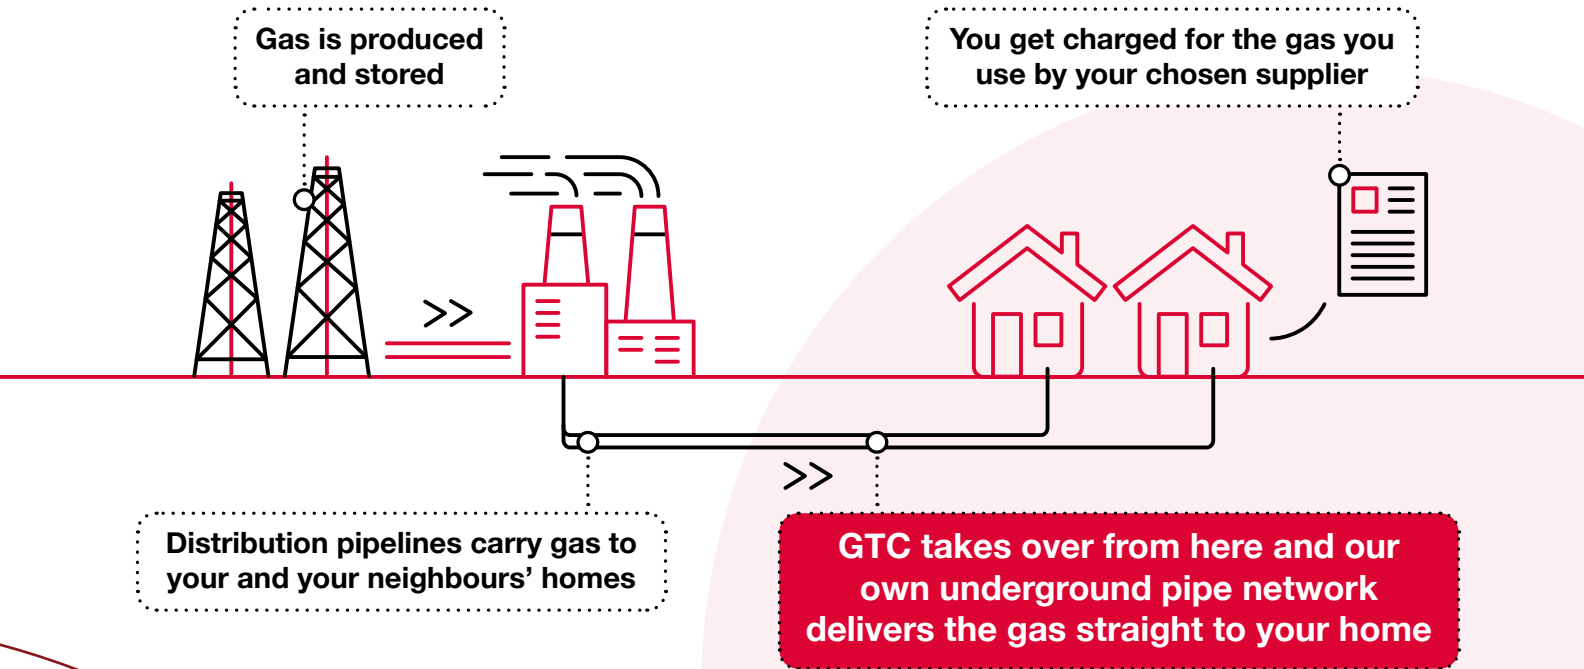 Gas is produced
and stored
You get charged for the gas you
use by your chosen supplier
Distribution pipelines carry gas to
your and your neighbours’ homes
GTC takes over from here and our
own underground pipe network
delivers the gas straight to your home